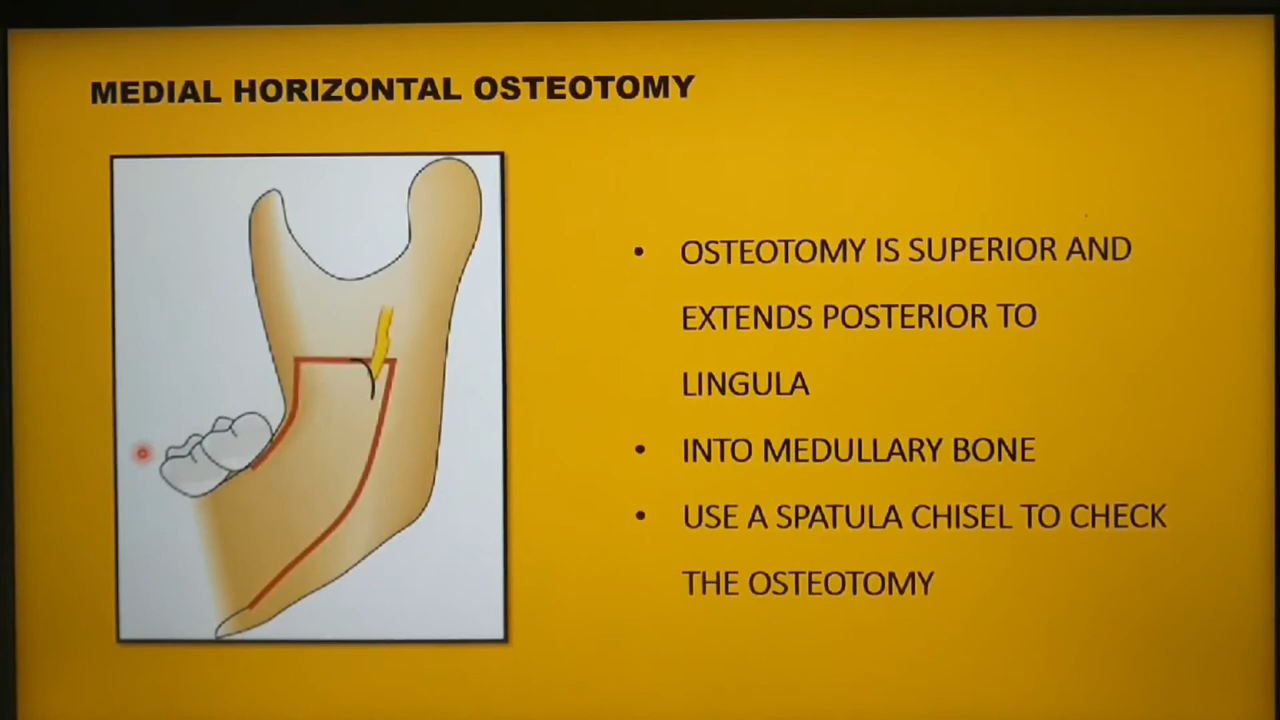 MEDIAL HORIZONTAL OSTEOTOMY
• OSTEOTOMY IS SUPERIOR AND
EXTENDS POSTERIOR TO
LINGULA
• INTO MEDULLARY BONE
• USE A SPATULA CHISEL TO CHECK
THE OSTEOTOMY